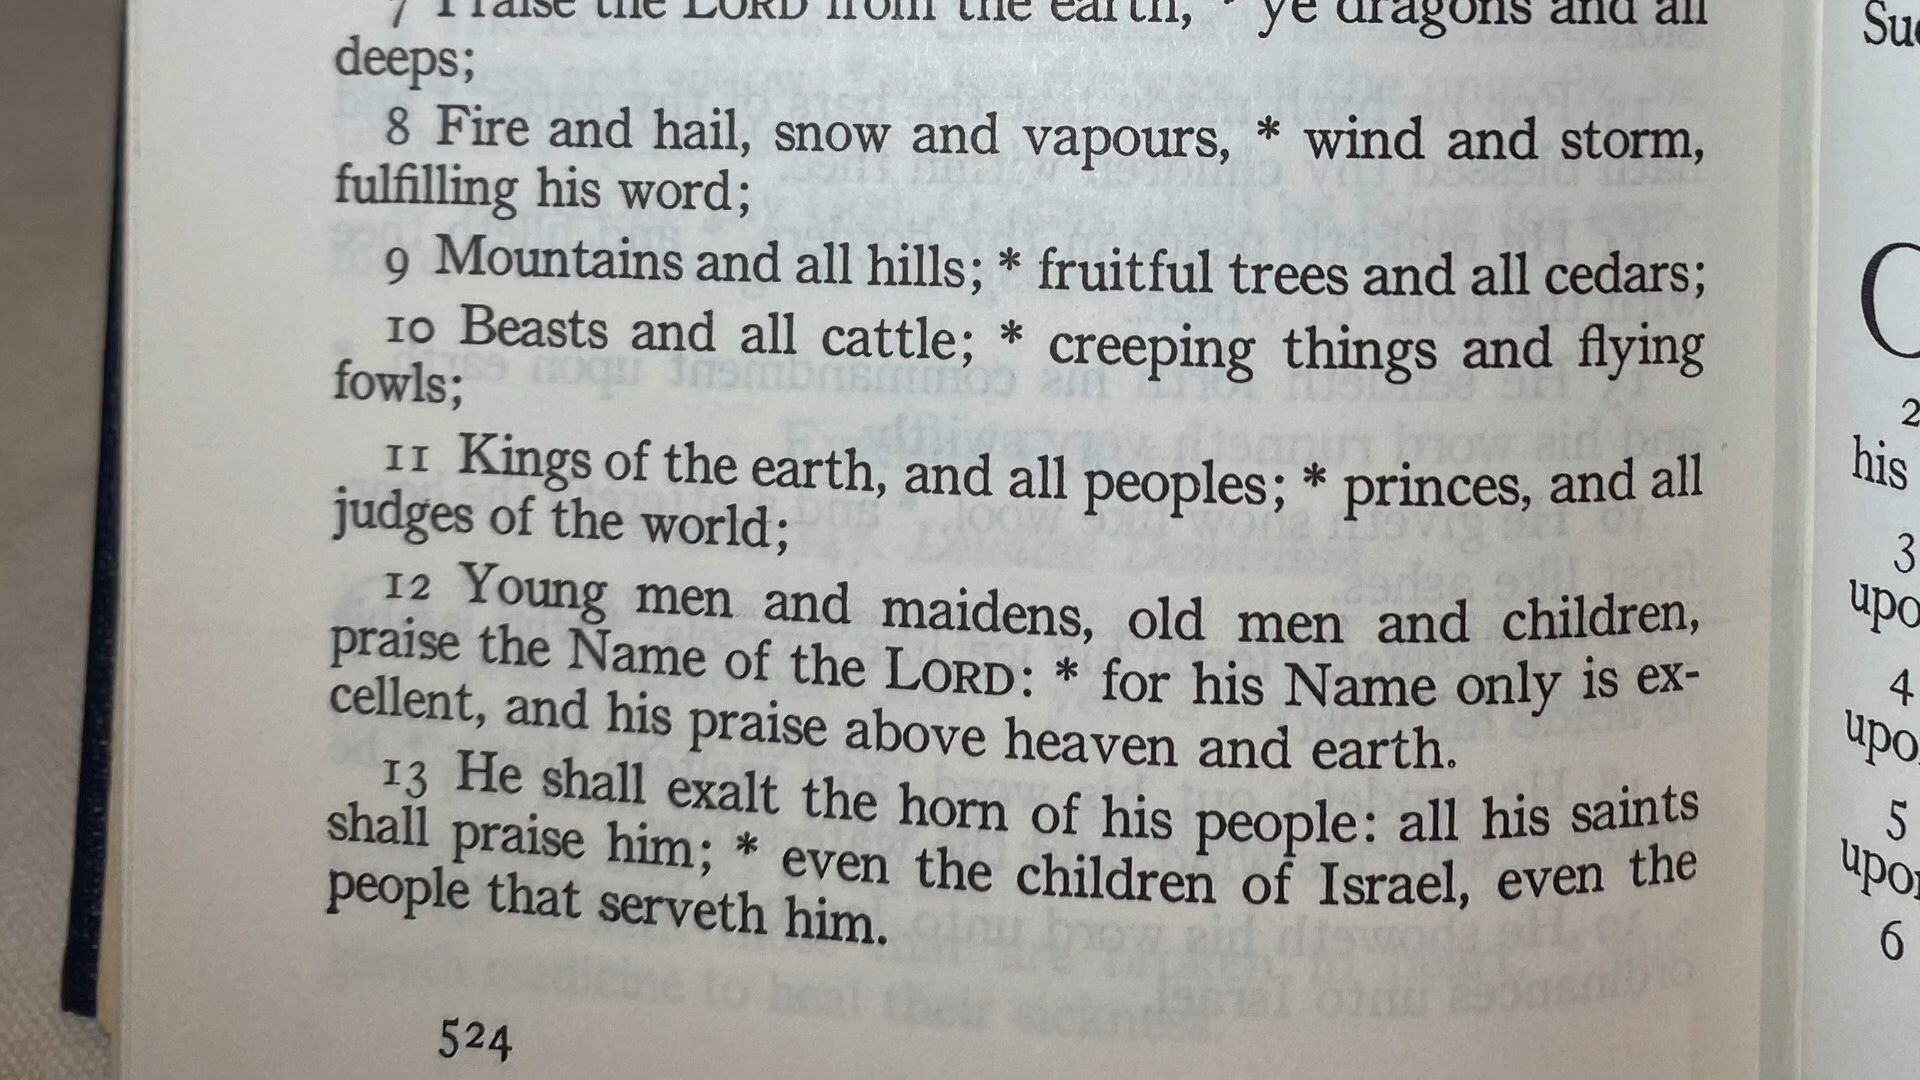 7 Praise the LORD from the earth, * ye dragons and all
deeps;
8 Fire and hail, snow and vapours, * wind and storm,
fulfilling his word;
9 Mountains and all hills; * fruitful trees and all cedars;
10 Beasts and all cattle; * creeping things and flying
fowls;
11 Kings of the earth, and all peoples; * princes, and all
judges of the world;
12 Young men and maidens, old men and children,
praise the Name of the LORD: * for his Name only is ex-
cellent, and his praise above heaven and earth.
13 He shall exalt the horn of his people: all his saints
shall praise him; * even the children of Israel, even the
people that serveth him.
524
2
his
3
4
5
6